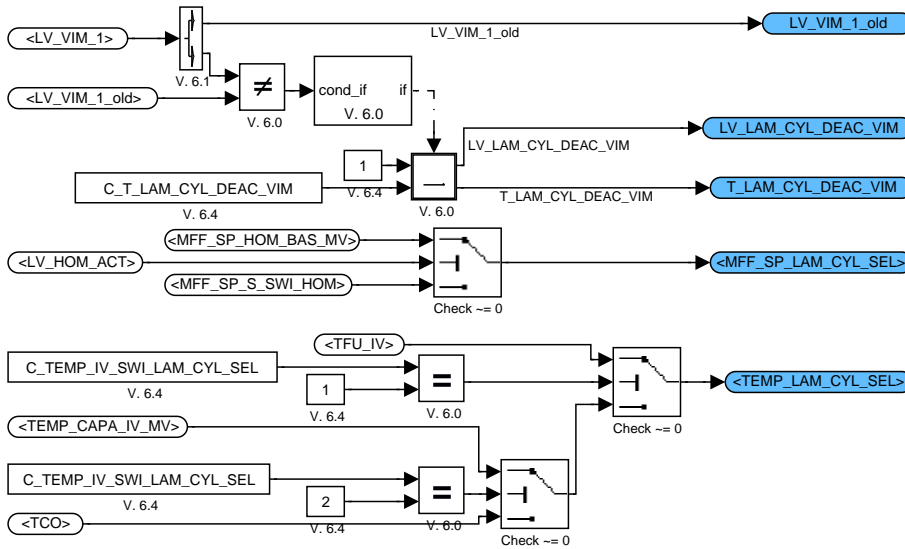 <LV_VIM_1>
LV_VIM_1_old
LV_VIM_1_old
V. 6.1
<LV_VIM_1_old>
≠
V. 6.0
cond_if
if
V. 6.0
LV_LAM_CYL_DEAC_VIM
LV_LAM_CYL_DEAC_VIM
1
V. 6.4
C_T_LAM_CYL_DEAC_VIM
V. 6.4
V. 6.0
T_LAM_CYL_DEAC_VIM
T_LAM_CYL_DEAC_VIM
<MFF_SP_HOM_BAS_MV>
<LV_HOM_ACT>
<MFF_SP_S_SWI_HOM>
Check ~= 0
<MFF_SP_LAM_CYL_SEL>
<TFU_IV>
C_TEMP_IV_SWI_LAM_CYL_SEL
V. 6.4
1
V. 6.4
=
V. 6.0
Check ~= 0
<TEMP_LAM_CYL_SEL>
<TEMP_CAPA_IV_MV>
C_TEMP_IV_SWI_LAM_CYL_SEL
V. 6.4
2
V. 6.4
=
V. 6.0
<TCO>
Check ~= 0